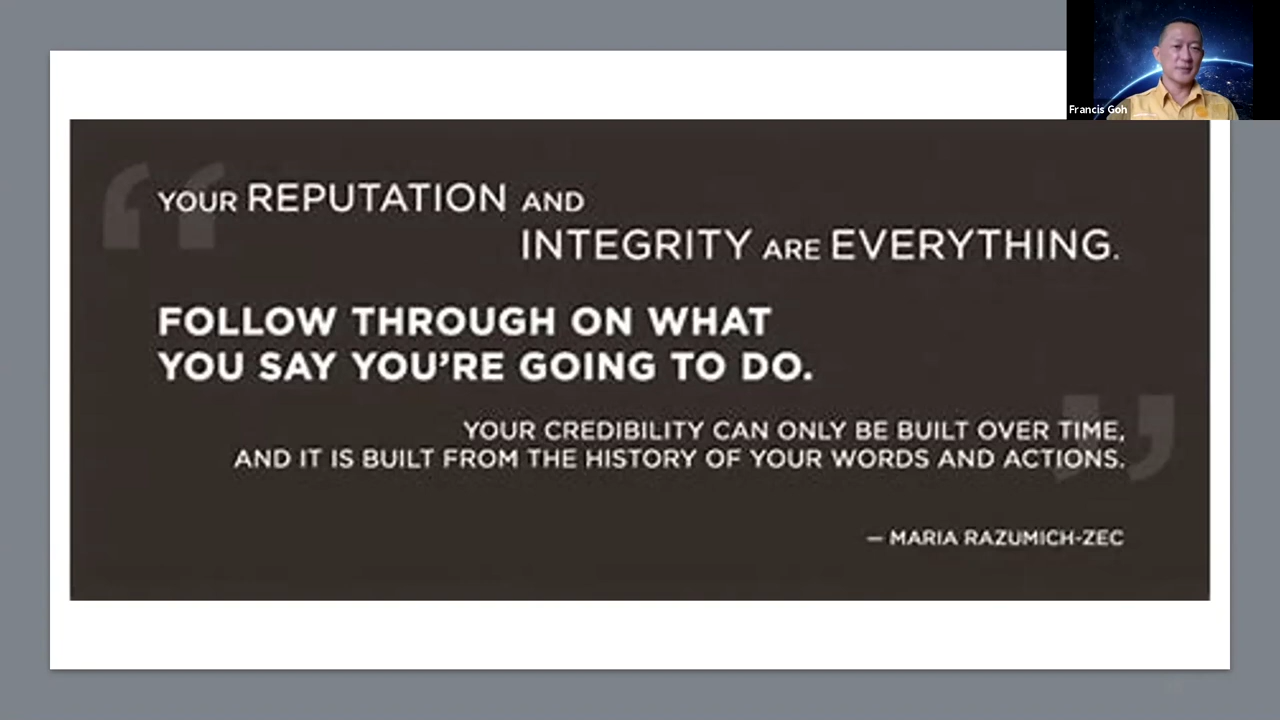 Francis Goh
“
YOUR REPUTATION AND
INTEGRITY ARE EVERYTHING.
FOLLOW THROUGH ON WHAT
YOU SAY YOU’RE GOING TO DO.
YOUR CREDIBILITY CAN ONLY BE BUILT OVER TIME,
AND IT IS BUILT FROM THE HISTORY OF YOUR WORDS AND ACTIONS.
”
— MARIA RAZUMICH-ZEC